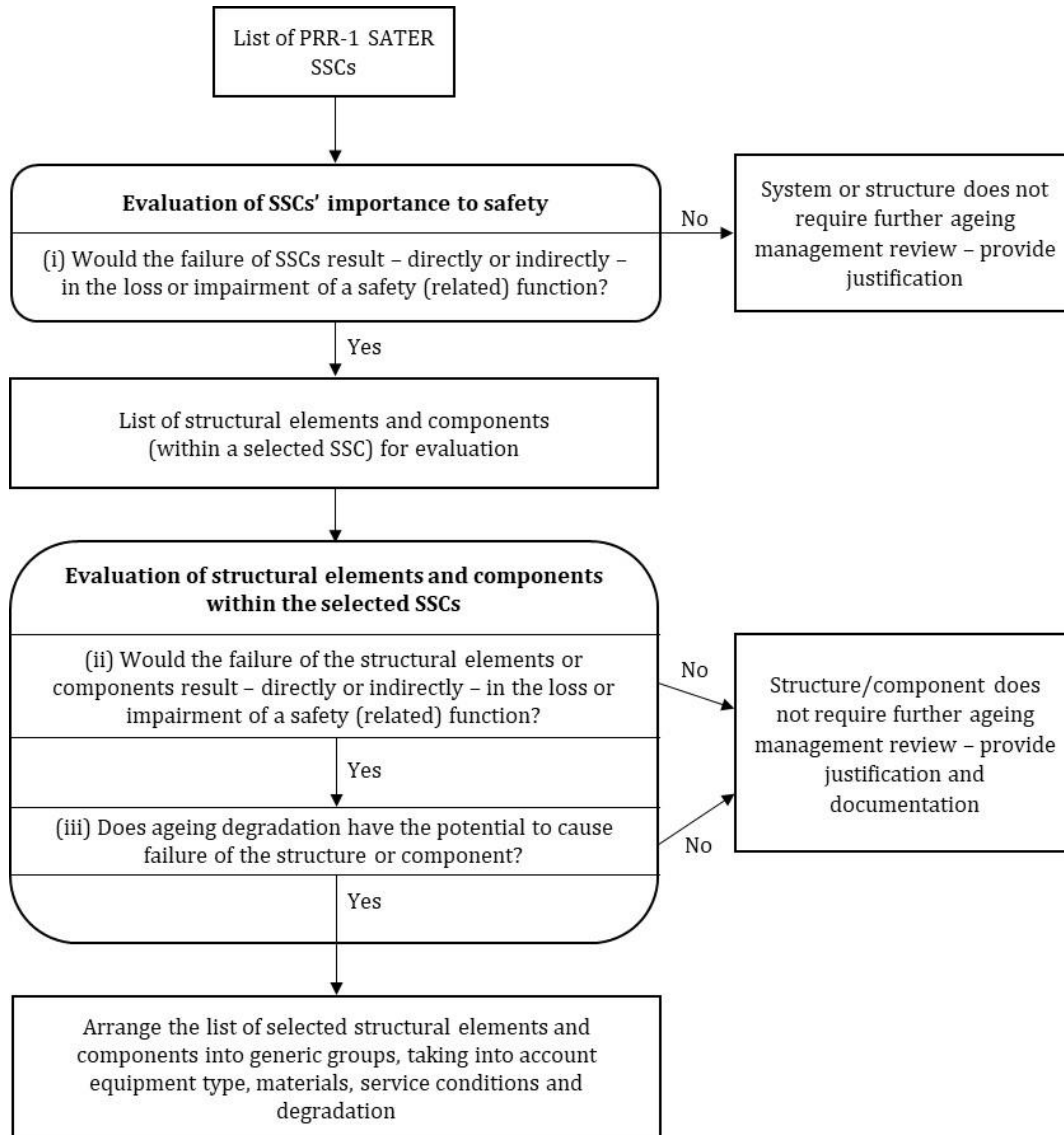 List of PRR-1 SATER
SSCs
Evaluation of SSCs' importance to safety
(i) Would the failure of SSCs result – directly or indirectly –
in the loss or impairment of a safety (related) function?
No
System or structure does not
require further ageing
management review – provide
justification
Yes
List of structural elements and components
(within a selected SSC) for evaluation
Evaluation of structural elements and components
within the selected SSCs
(ii) Would the failure of the structural elements or
components result – directly or indirectly – in the loss or
impairment of a safety (related) function?
No
Yes
(iii) Does ageing degradation have the potential to cause
failure of the structure or component?
No
Structure/component does
not require further ageing
management review – provide
justification and
documentation
Yes
Arrange the list of selected structural elements and
components into generic groups, taking into account
equipment type, materials, service conditions and
degradation